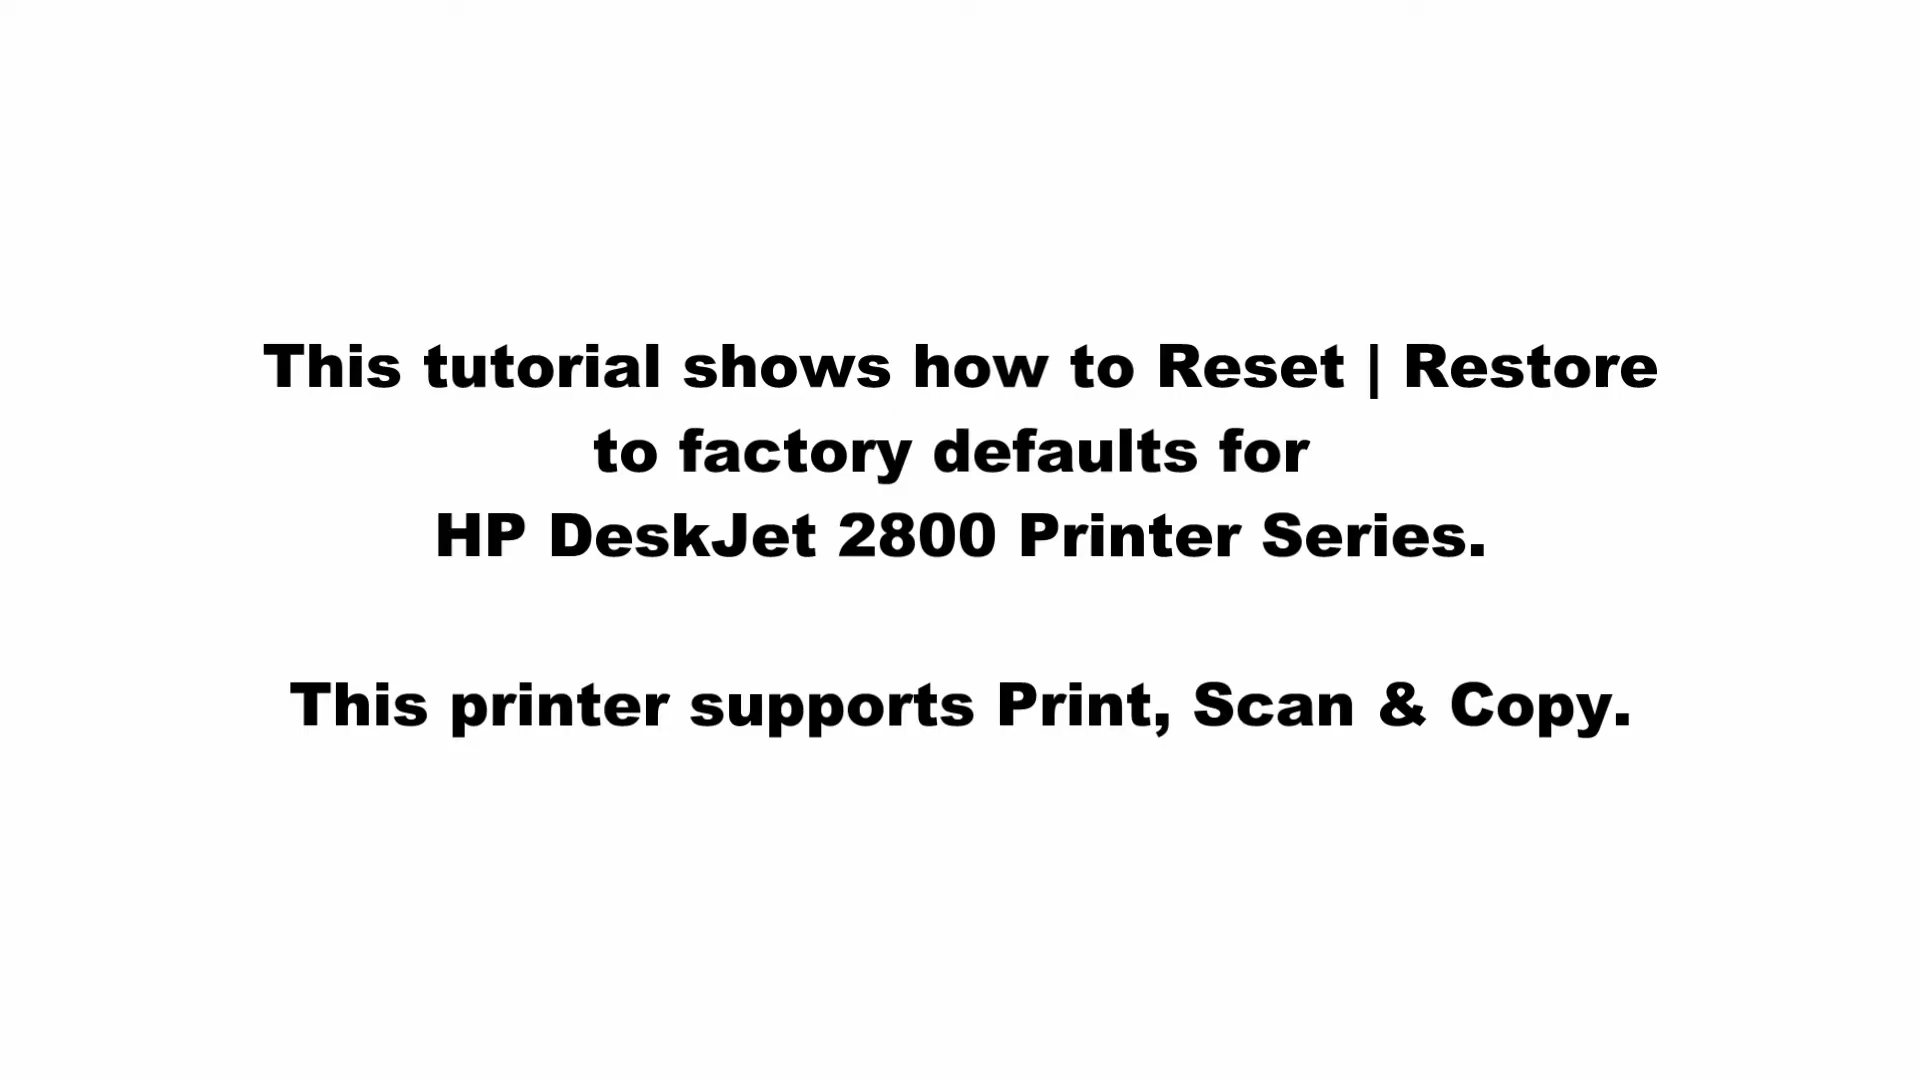 This tutorial shows how to Reset | Restore
to factory defaults for
HP DeskJet 2800 Printer Series.
This printer supports Print, Scan & Copy.